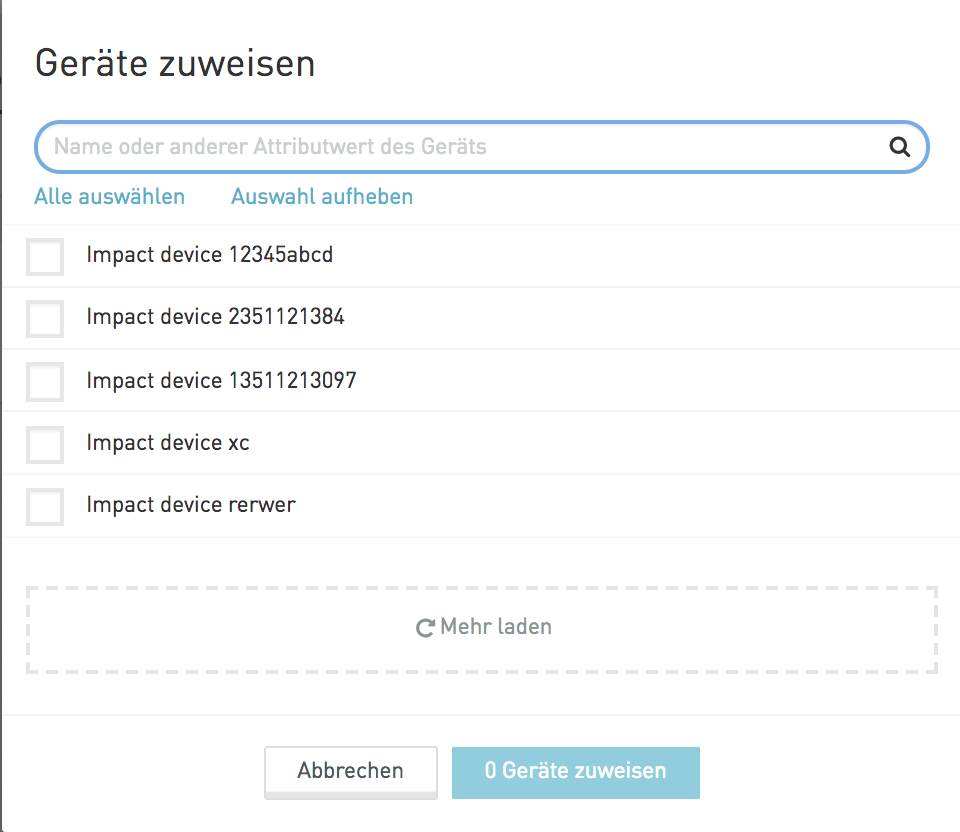 Geräte zuweisen
Name oder anderer Attributwert des Geräts
Alle auswählen Auswahl aufheben
Impact device 12345abcd
Impact device 2351121384
Impact device 13511213097
Impact device xc
Impact device rerwer
Mehr laden
Abbrechen 0 Geräte zuweisen